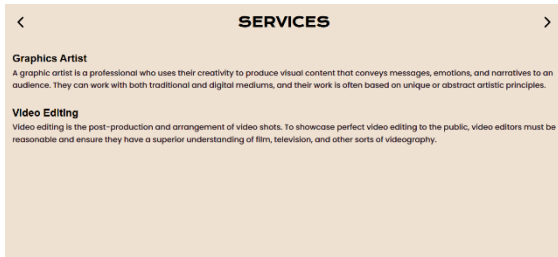 SERVICES
Graphics Artist
A graphic artist is a professional who uses their creativity to produce visual content that conveys messages, emotions, and narratives to an
audience. They can work with both traditional and digital mediums, and their work is often based on unique or abstract artistic principles.
Video Editing
Video editing is the post-production and arrangement of video shots. To showcase perfect video editing to the public, video editors must be
reasonable and ensure they have a superior understanding of film, television, and other sorts of videography.